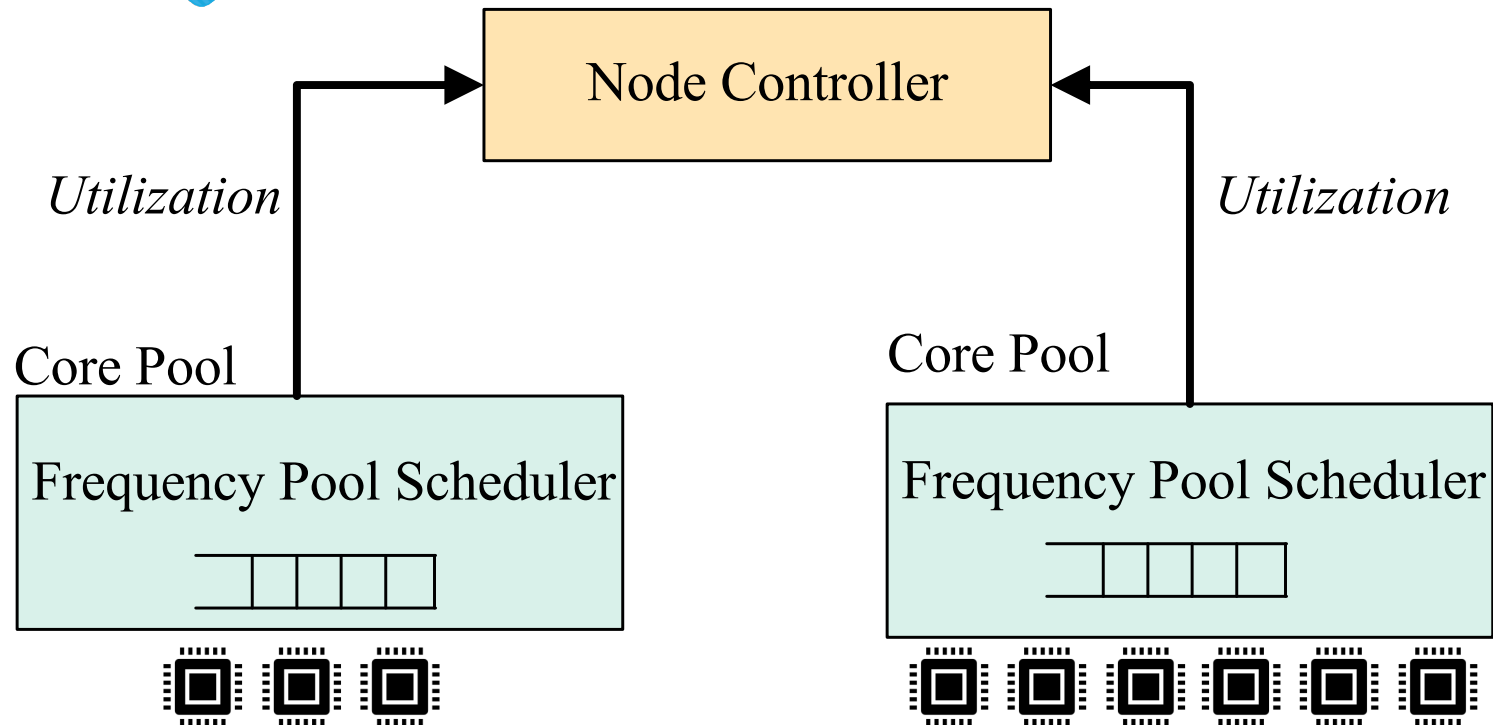 Node Controller
Utilization
Utilization
Core Pool
Core Pool
Frequency Pool Scheduler
Frequency Pool Scheduler